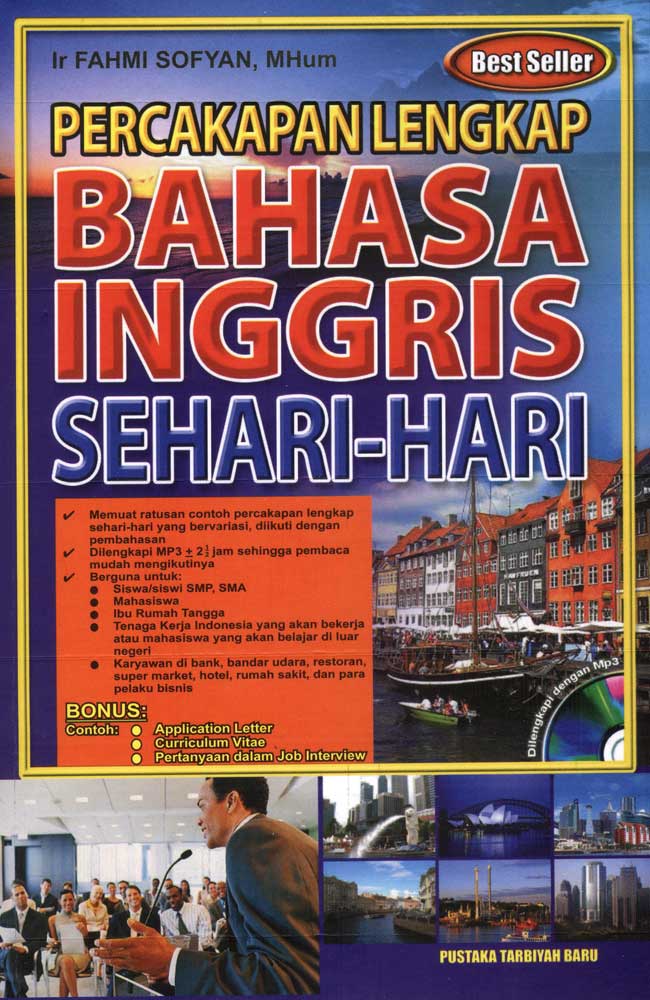 Ir FAHMI SOFYAN, MHum
Best Seller
PERCAKAPAN LENGKAP
BAHASA
INGGRIS
SEHARI-HARI
✔ Memuat ratusan contoh percakapan lengkap
sehari-hari yang bervariasi, diikuti dengan
pembahasan
✔ Dilengkapi MP3 ± 2½ jam sehingga pembaca
mudah mengikutinya
✔ Berguna untuk:
● Siswa/siswi SMP, SMA
● Mahasiswa
● Ibu Rumah Tangga
● Tenaga Kerja Indonesia yang akan bekerja
atau mahasiswa yang akan belajar di luar
negeri
● Karyawan di bank, bandar udara, restoran,
super market, hotel, rumah sakit, dan para
pelaku bisnis
BONUS:
Contoh: ● Application Letter
● Curriculum Vitae
● Pertanyaan dalam Job Interview
Dilengkapi dengan Mp3
PUSTAKA TARBIYAH BARU